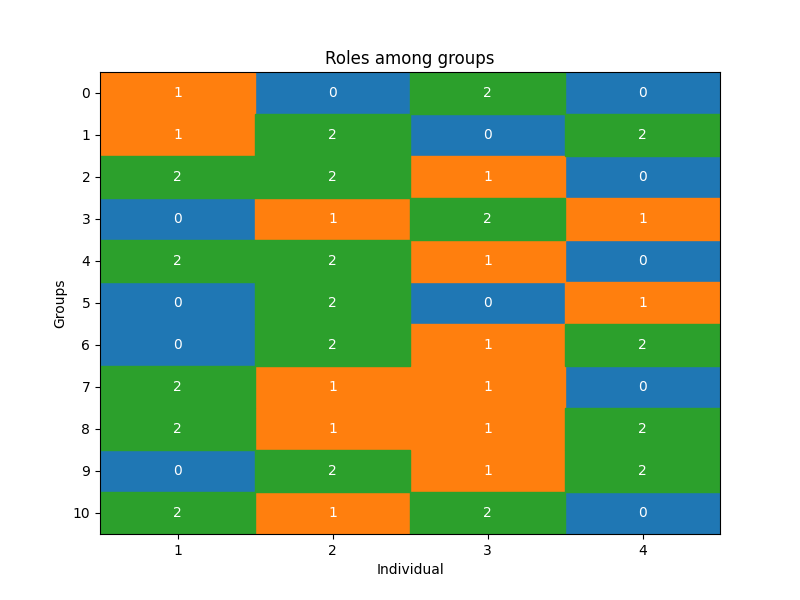 Roles among groups
0 1 0 2 0
1 1 2 0 2
2 2 2 1 0
3 0 1 2 1
4 2 2 1 0
5 0 2 0 1
6 0 2 1 2
7 2 1 1 0
8 2 1 1 2
9 0 2 1 2
10 2 1 2 0
Groups
1 2 3 4
Individual